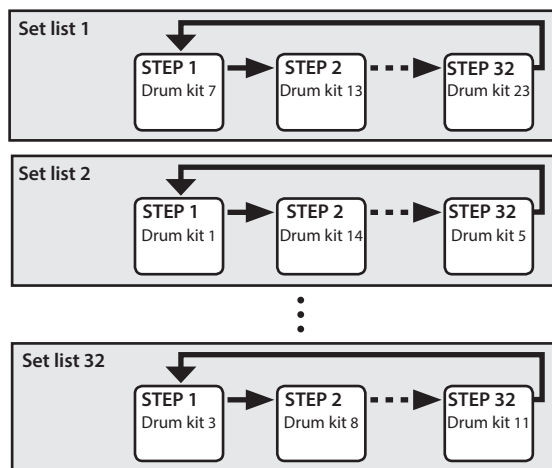 Set list 1
STEP 1
Drum kit 7
STEP 2
Drum kit 13
STEP 32
Drum kit 23
Set list 2
STEP 1
Drum kit 1
STEP 2
Drum kit 14
STEP 32
Drum kit 5
Set list 32
STEP 1
Drum kit 3
STEP 2
Drum kit 8
STEP 32
Drum kit 11